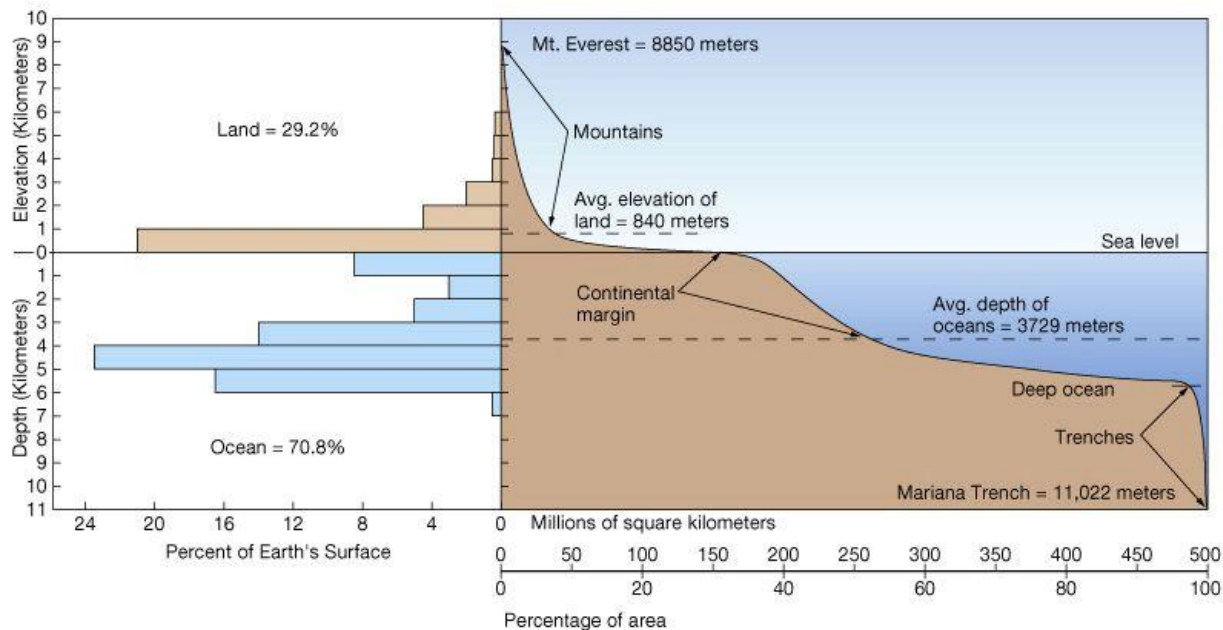 10
9
8
7
6
5
4
3
2
1
0
1
2
3
4
5
6
7
8
9
10
11
Elevation (Kilometers)
Depth (Kilometers)
Land = 29.2%
Ocean = 70.8%
24 20 16 12 8 4 0
Percent of Earth's Surface
Mt. Everest = 8850 meters
Mountains
Avg. elevation of
land = 840 meters
Sea level
Continental
margin
Avg. depth of
oceans = 3729 meters
Deep ocean
Trenches
Mariana Trench = 11,022 meters
Millions of square kilometers
0 50 100 150 200 250 300 350 400 450 500
0 20 40 60 80 100
Percentage of area